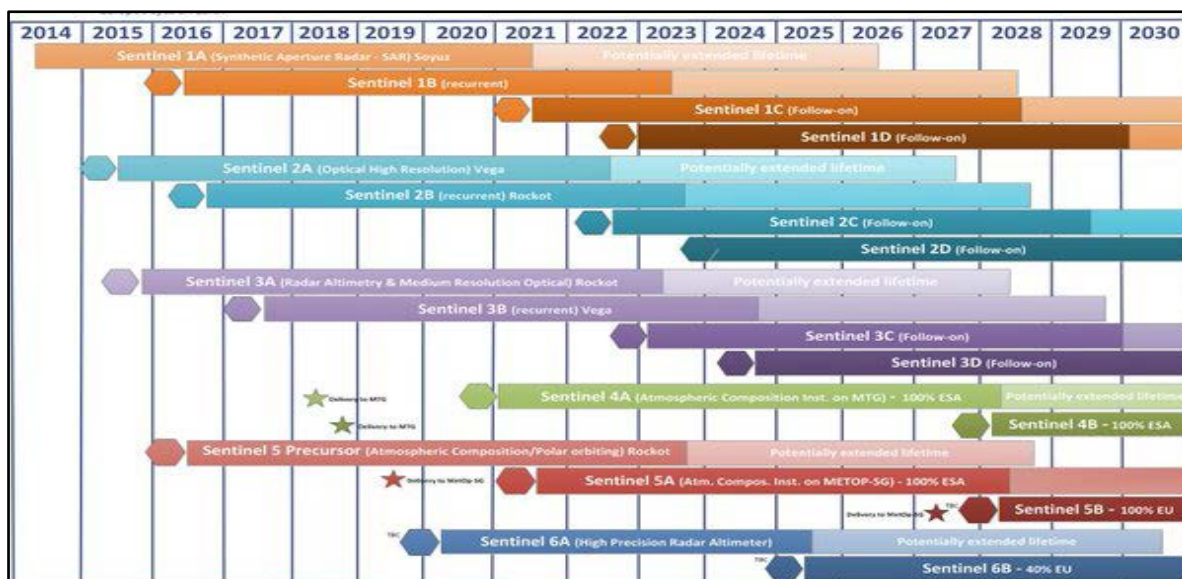 2014 2015 2016 2017 2018 2019 2020 2021 2022 2023 2024 2025 2026 2027 2028 2029 2030
Sentinel 1A (Synthetic Aperture Radar - SAR) Soyuz Potentially extended lifetime
Sentinel 1B (recurrent)
Sentinel 1C (Follow-on)
Sentinel 1D (Follow-on)
Sentinel 2A (Optical High Resolution) Vega Potentially extended lifetime
Sentinel 2B (recurrent) Rockot
Sentinel 2C (Follow-on)
Sentinel 2D (Follow-on)
Sentinel 3A (Radar Altimetry & Medium Resolution Optical) Rockot Potentially extended lifetime
Sentinel 3B (recurrent) Vega
Sentinel 3C (Follow-on)
Sentinel 3D (Follow-on)
Delivery to MTG Sentinel 4A (Atmospheric Composition Inst. on MTG) - 100% ESA Potentially extended lifetime
Delivery to MTG Sentinel 4B - 100% ESA
Sentinel 5 Precursor (Atmospheric Composition/Polar orbiting) Rockot Potentially extended lifetime
Delivery to MetOp-SG Sentinel 5A (Atm. Compos. Inst. on METOP-SG) - 100% ESA
Delivery to MetOp-SG TBC Sentinel 5B - 100% EU
TBC Sentinel 6A (High Precision Radar Altimeter) Potentially extended lifetime
TBC Sentinel 6B - 40% EU